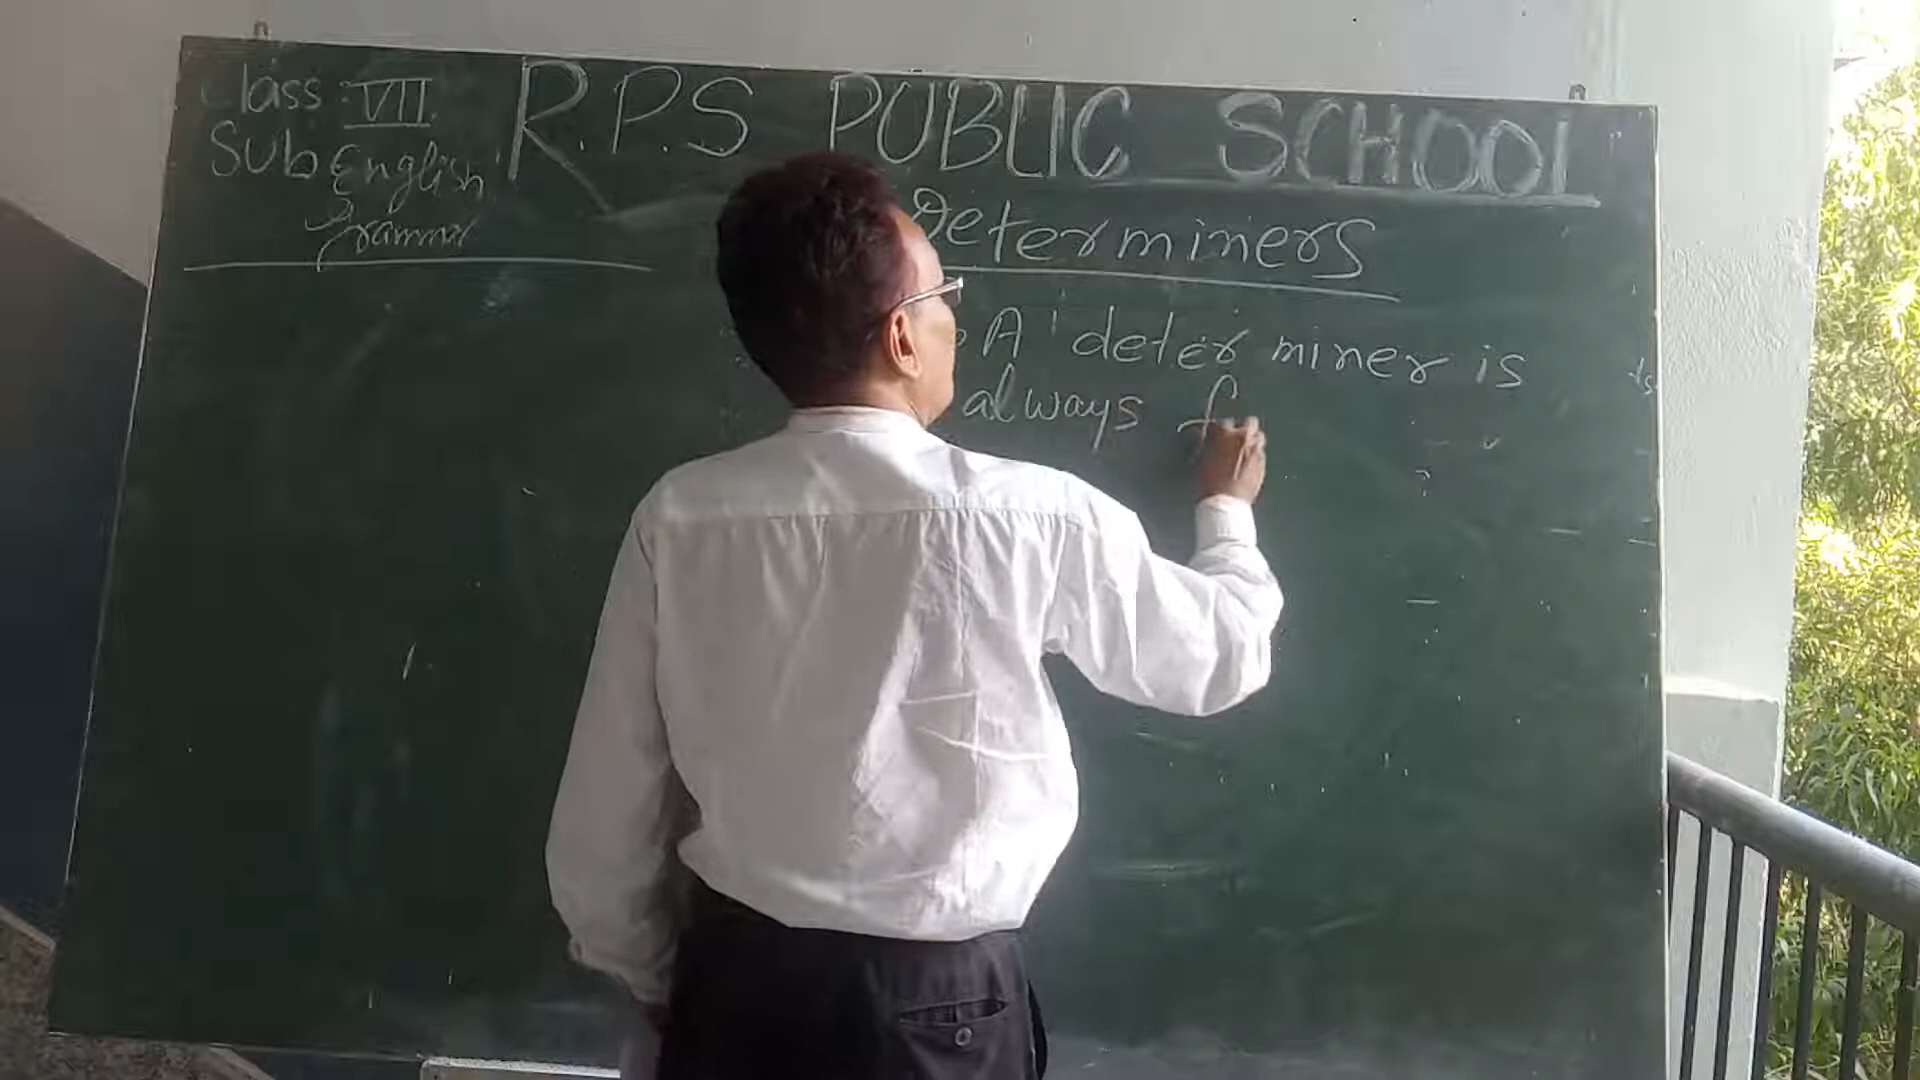 Class : VII.
Sub English
Grammar
R.P.S PUBLIC SCHOOL
Determiners
A determiner is
always f